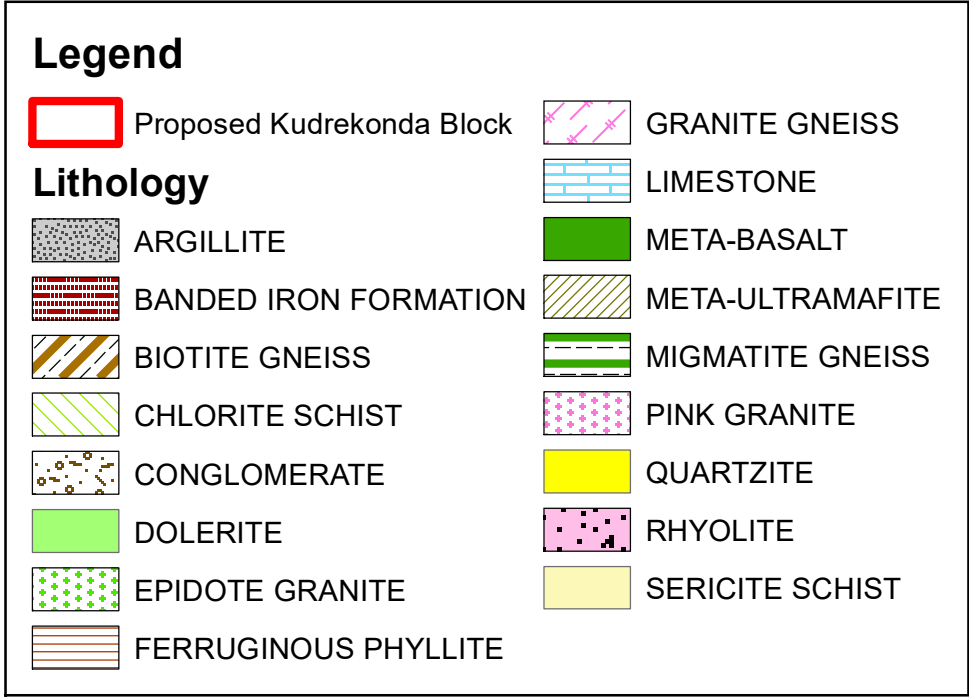 Legend
Proposed Kudrekonda Block
Lithology
ARGILLITE
BANDED IRON FORMATION
BIOTITE GNEISS
CHLORITE SCHIST
CONGLOMERATE
DOLERITE
EPIDOTE GRANITE
FERRUGINOUS PHYLLITE
GRANITE GNEISS
LIMESTONE
META-BASALT
META-ULTRAMAFITE
MIGMATITE GNEISS
PINK GRANITE
QUARTZITE
RHYOLITE
SERICITE SCHIST